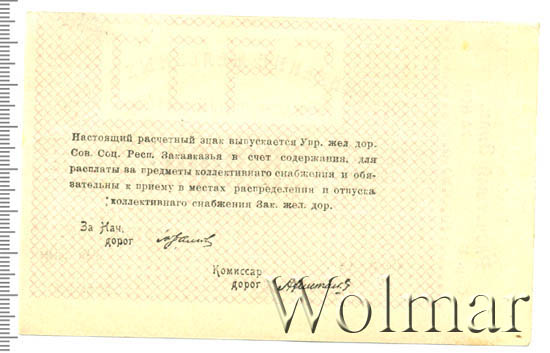 Настоящий расчетный знак выпускается Упр. жел дор.
Сов. Соц. Респ. Закавказья в счет содержания, для
расплаты за предметы коллективнаго снабжения и обя-
зательны к приему в местах распределения и отпуска
коллективнаго снабжения Зак. жел. дор.
За Нач.
дорог
Комиссар
дорог
Wolmar